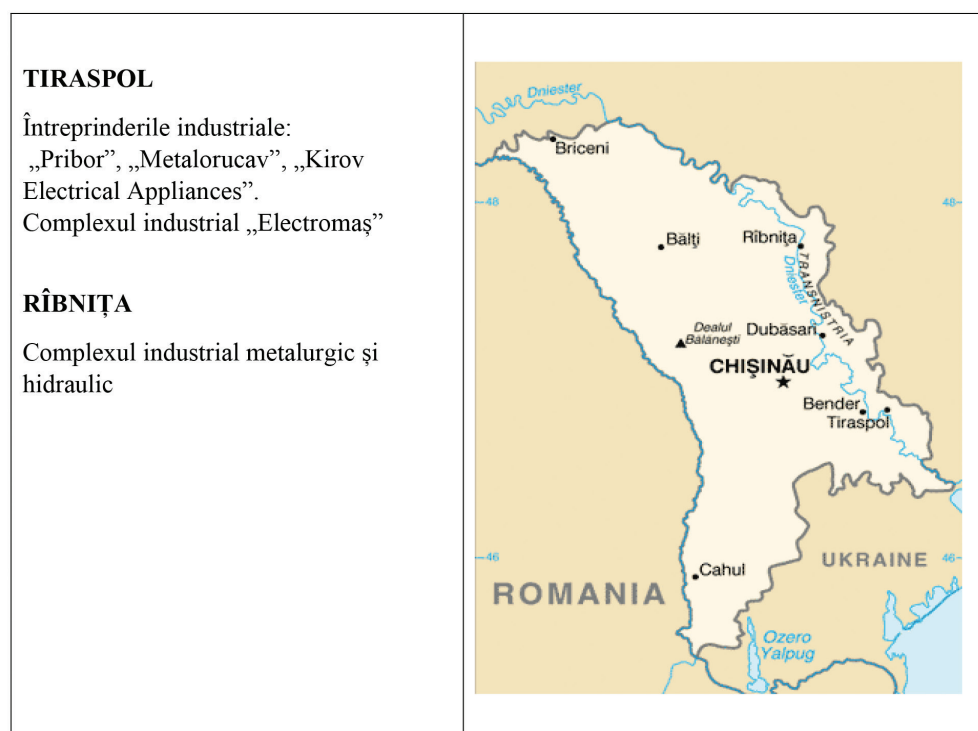 TIRASPOL
Întreprinderile industriale:
„Pribor”, „Metalorucav”, „Kirov
Electrical Appliances”.
Complexul industrial „Electromaş”
RÎBNIȚA
Complexul industrial metalurgic şi
hidraulic
Dniester
Briceni
48
48
Bălţi
Rîbniţa
TRANSNISTRIA
Dniester
Dealul
Bălăneşti
Dubăsari
CHIŞINĂU
Bender
Tiraspol
46
46
Cahul
UKRAINE
ROMANIA
Ozero
Yalpug